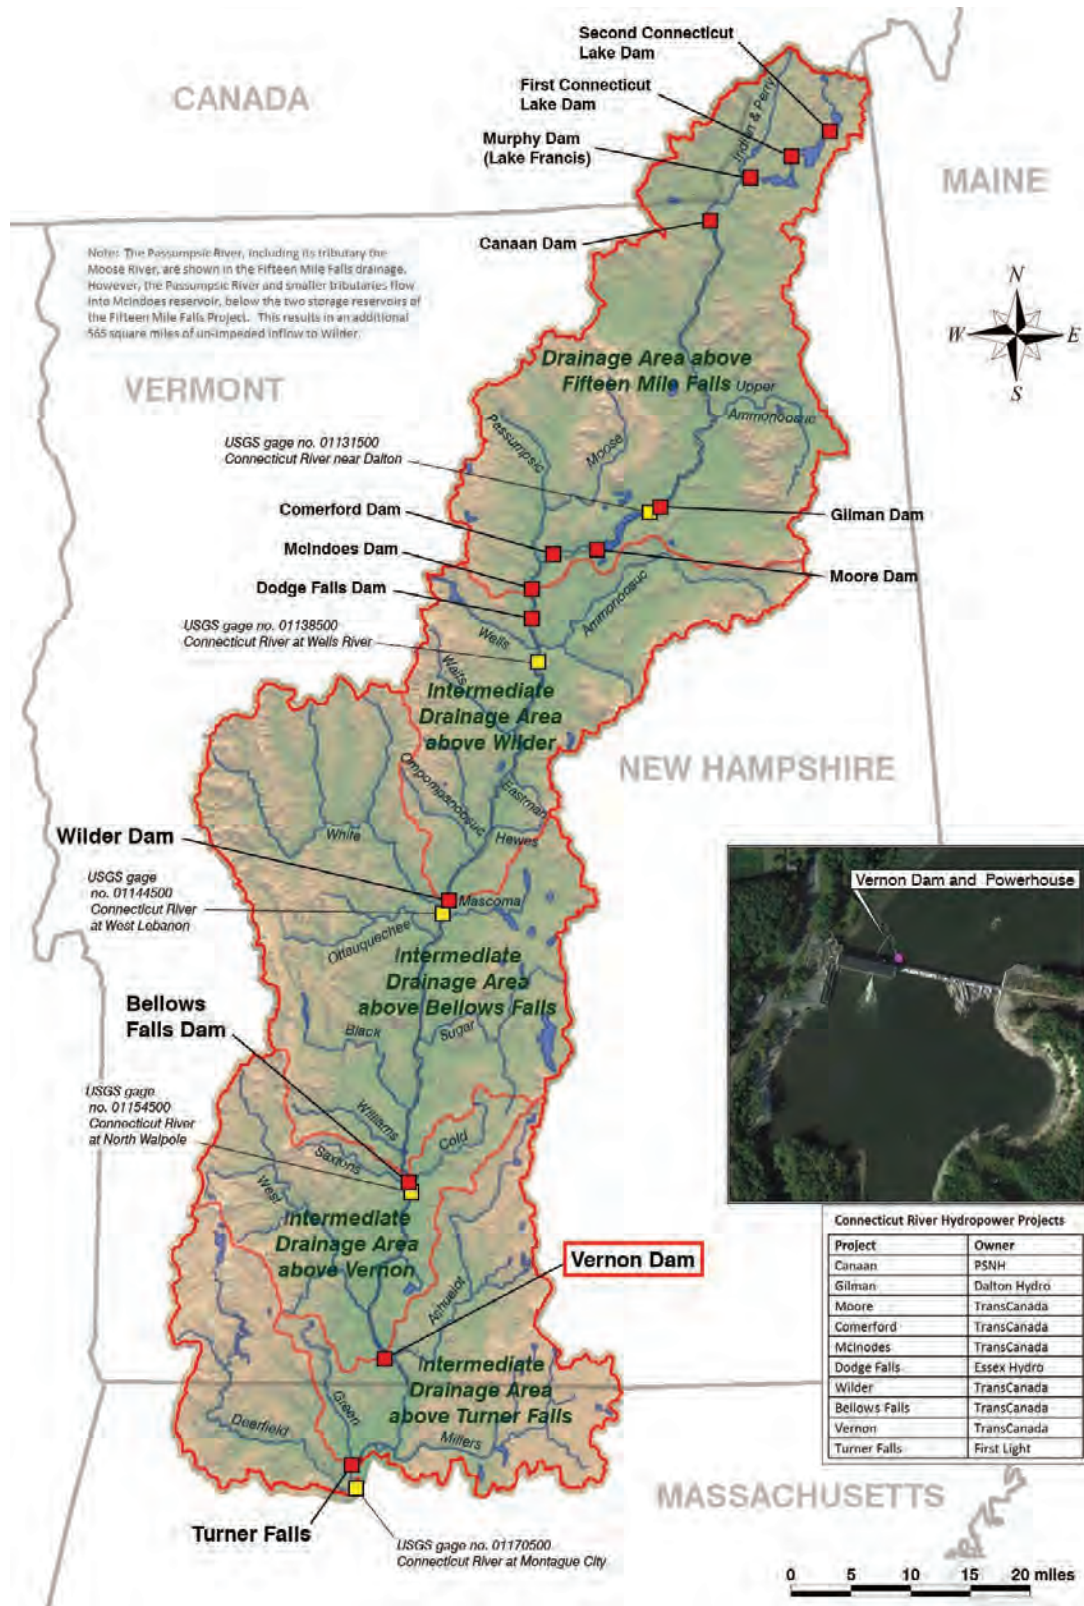 Second Connecticut
Lake Dam
First Connecticut
Lake Dam
CANADA
Murphy Dam
(Lake Francis)
Indian & Perry
MAINE
Canaan Dam
Note: The Passumpsic River, including its tributary the
Moose River, are shown in the Fifteen Mile Falls drainage.
However, the Passumpsic River and smaller tributaries flow
into McIndoes reservoir, below the two storage reservoirs of
the Fifteen Mile Falls Project. This results in an additional
565 square miles of un-impeded inflow to Wilder.
N
W
E
S
Drainage Area above
Fifteen Mile Falls
Upper
Ammonoosuc
VERMONT
Passumpsic
Moose
USGS gage no. 01131500
Connecticut River near Dalton
Comerford Dam
Gilman Dam
McIndoes Dam
Moore Dam
Dodge Falls Dam
Ammonoosuc
USGS gage no. 01138500
Connecticut River at Wells River
Wells
Waits
Intermediate
Drainage Area
above Wilder
NEW HAMPSHIRE
Ompompanoosuc
Eastman
Hewes
White
Wilder Dam
USGS gage
no. 01144500
Connecticut River
at West Lebanon
Mascoma
Ottauquechee
Vernon Dam and Powerhouse
Intermediate
Drainage Area
above Bellows Falls
Bellows
Falls Dam
Black
Sugar
USGS gage
no. 01154500
Connecticut River
at North Walpole
Williams
Cold
Saxtons
West
Intermediate
Drainage Area
above Vernon
Vernon Dam
Ashuelot
Intermediate
Drainage Area
above Turner Falls
Green
Deerfield
Millers
Turner Falls
USGS gage no. 01170500
Connecticut River at Montague City
MASSACHUSETTS
Connecticut River Hydropower Projects
Project Owner
Canaan PSNH
Gilman Dalton Hydro
Moore TransCanada
Comerford TransCanada
McInodes TransCanada
Dodge Falls Essex Hydro
Wilder TransCanada
Bellows Falls TransCanada
Vernon TransCanada
Turner Falls First Light
0 5 10 15 20 miles